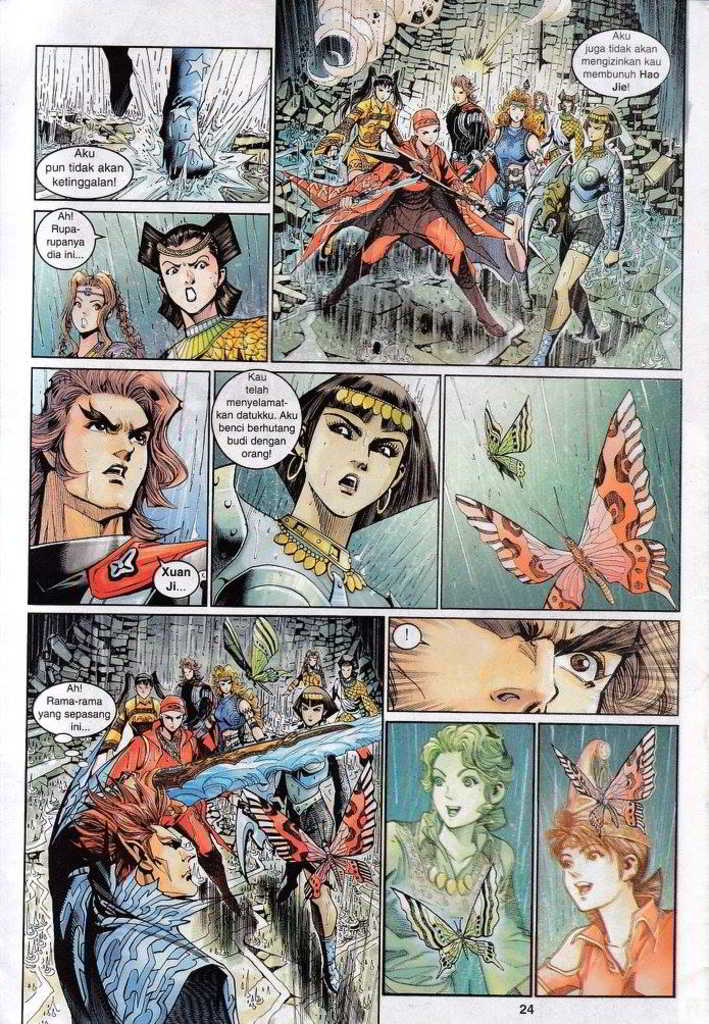 Aku
pun tidak akan
ketinggalan!
Aku
juga tidak akan
mengizinkan kau
membunuh Hao
Jie!
Ah!
Rupa-
rupanya
dia ini...
Xuan
Ji...
Kau
telah
menyelamat-
kan datukku. Aku
benci berhutang
budi dengan
orang!
Ah!
Rama-rama
yang sepasang
ini...
!
24